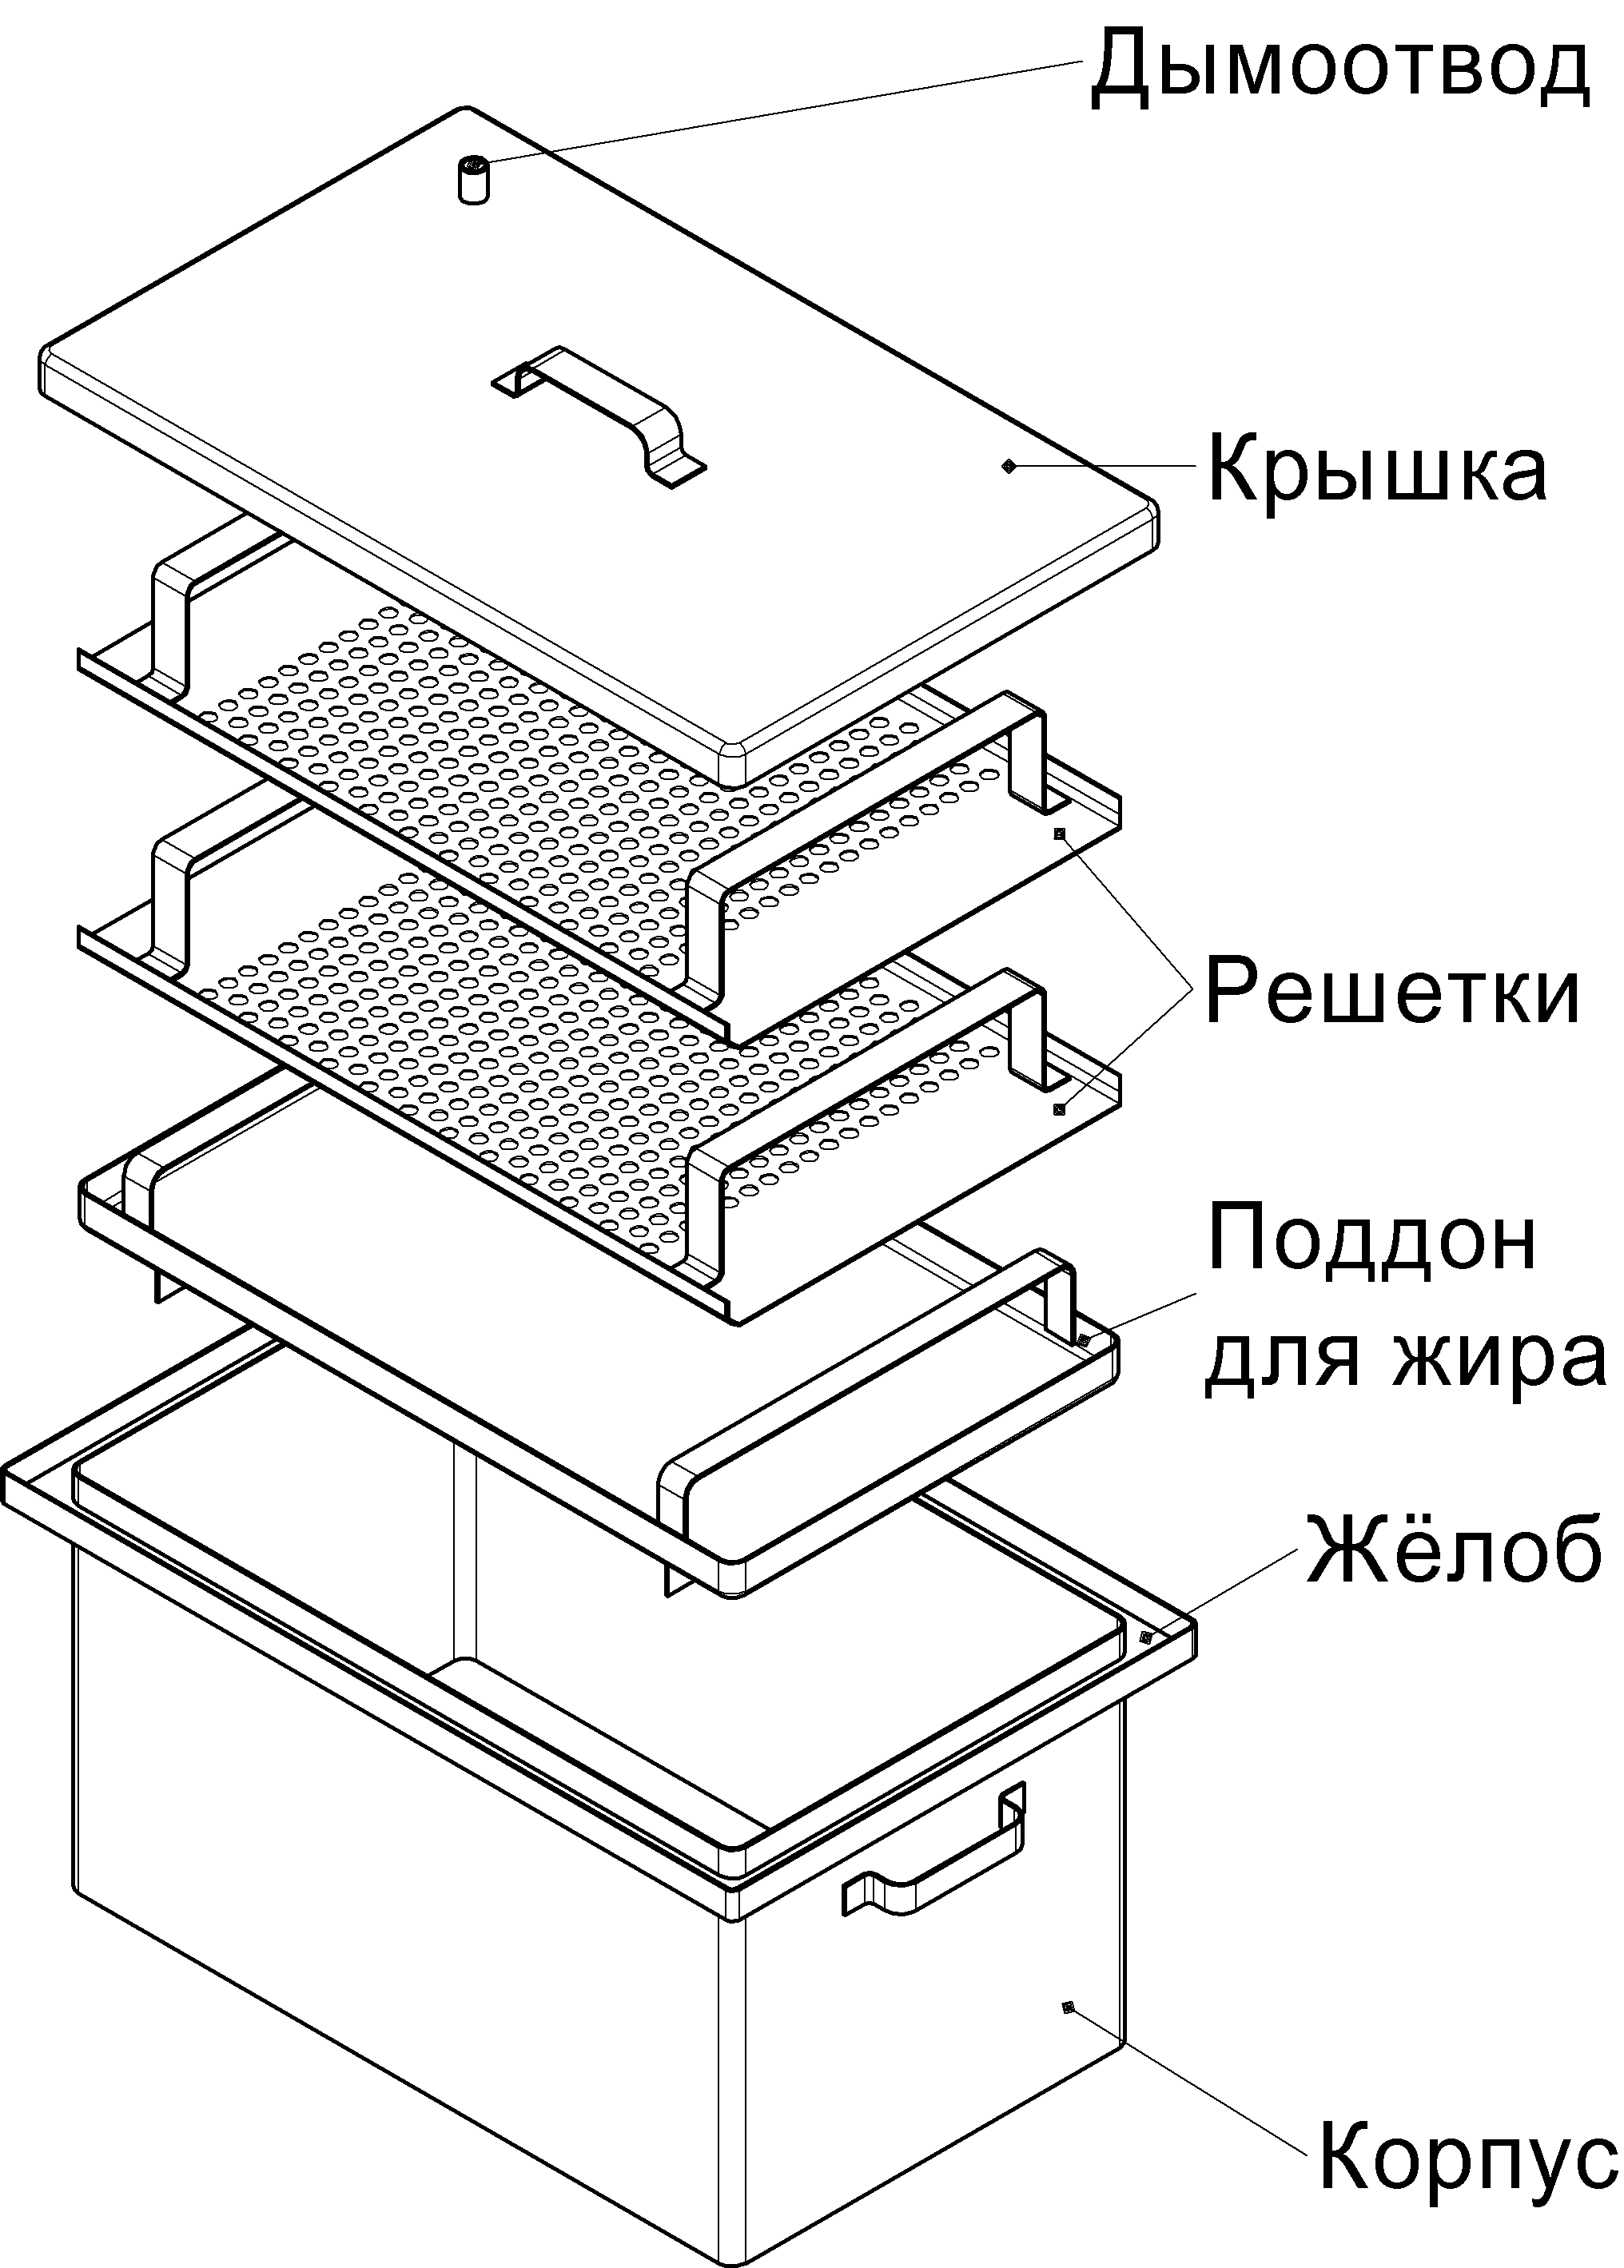 Дымоотвод
Крышка
Решетки
Поддон
для жира
Жёлоб
Корпус